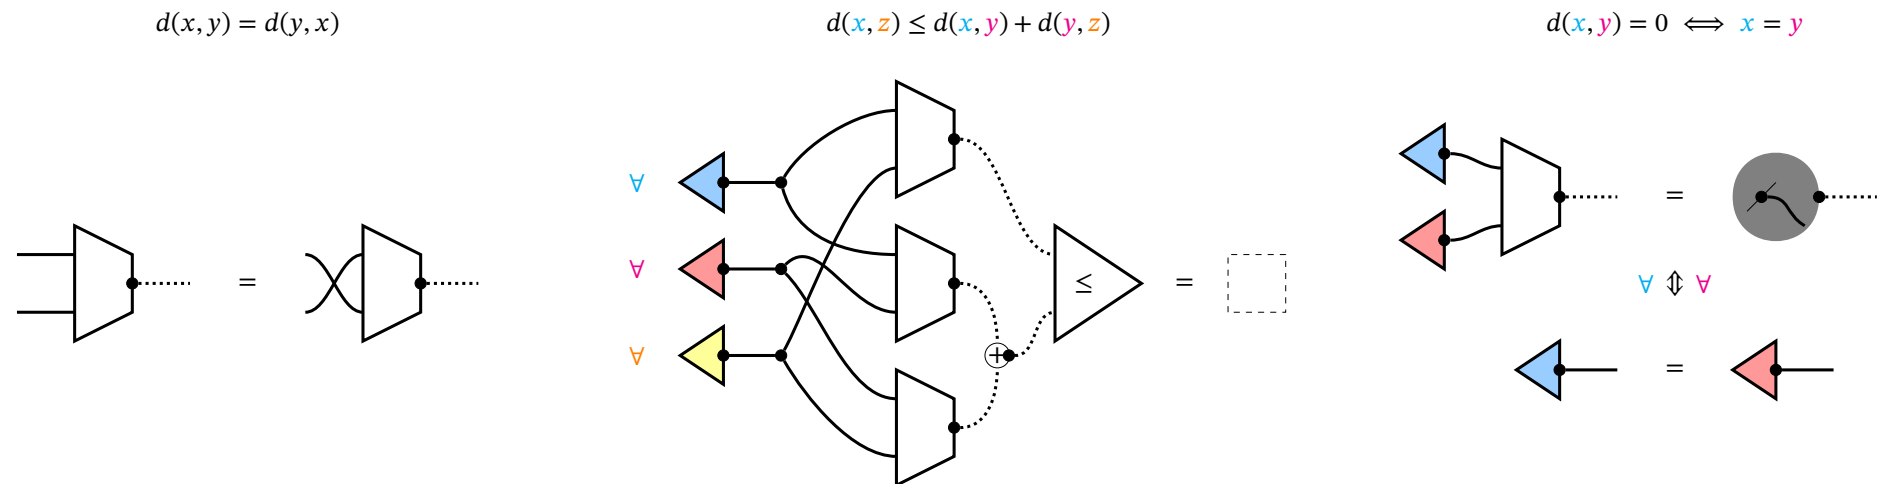 d(x, y) = d(y, x)
d(x, z) ≤ d(x, y) + d(y, z)
d(x, y) = 0 ⟺ x = y
=
∀
∀
∀
+
≤
=
=
∀ ⇕ ∀
=